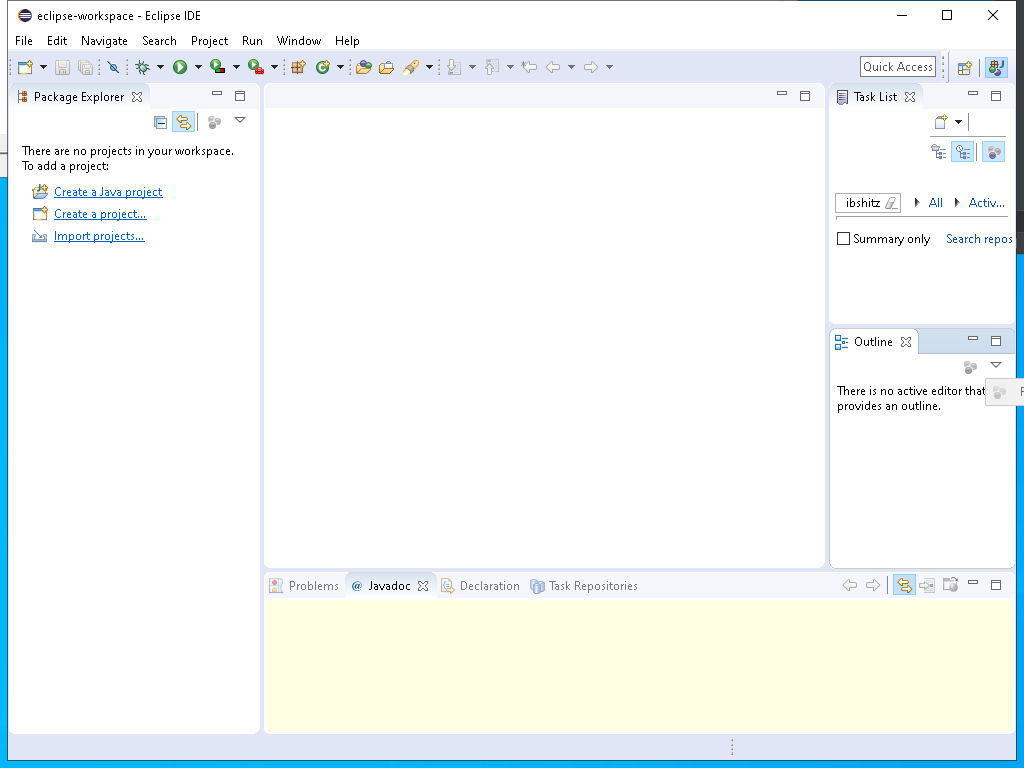 eclipse-workspace - Eclipse IDE
File Edit Navigate Search Project Run Window Help
Quick Access
Package Explorer
There are no projects in your workspace.
To add a project:
Create a Java project
Create a project...
Import projects...
Task List
ibshitz All Activ...
Summary only Search repos
Outline
There is no active editor that
provides an outline.
Problems @ Javadoc Declaration Task Repositories